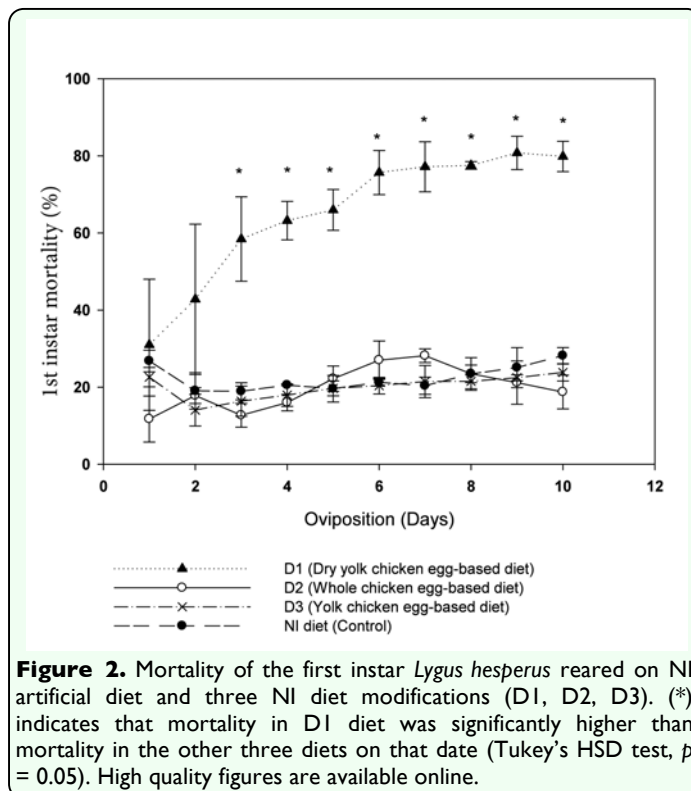 100
80
60
40
20
0
1st instar mortality (%)
* * * * * * * *
0 2 4 6 8 10 12
Oviposition (Days)
D1 (Dry yolk chicken egg-based diet)
D2 (Whole chicken egg-based diet)
D3 (Yolk chicken egg-based diet)
NI diet (Control)
Figure 2. Mortality of the first instar Lygus hesperus reared on NI
artificial diet and three NI diet modifications (D1, D2, D3). (*)
indicates that mortality in D1 diet was significantly higher than
mortality in the other three diets on that date (Tukey's HSD test, p
= 0.05). High quality figures are available online.